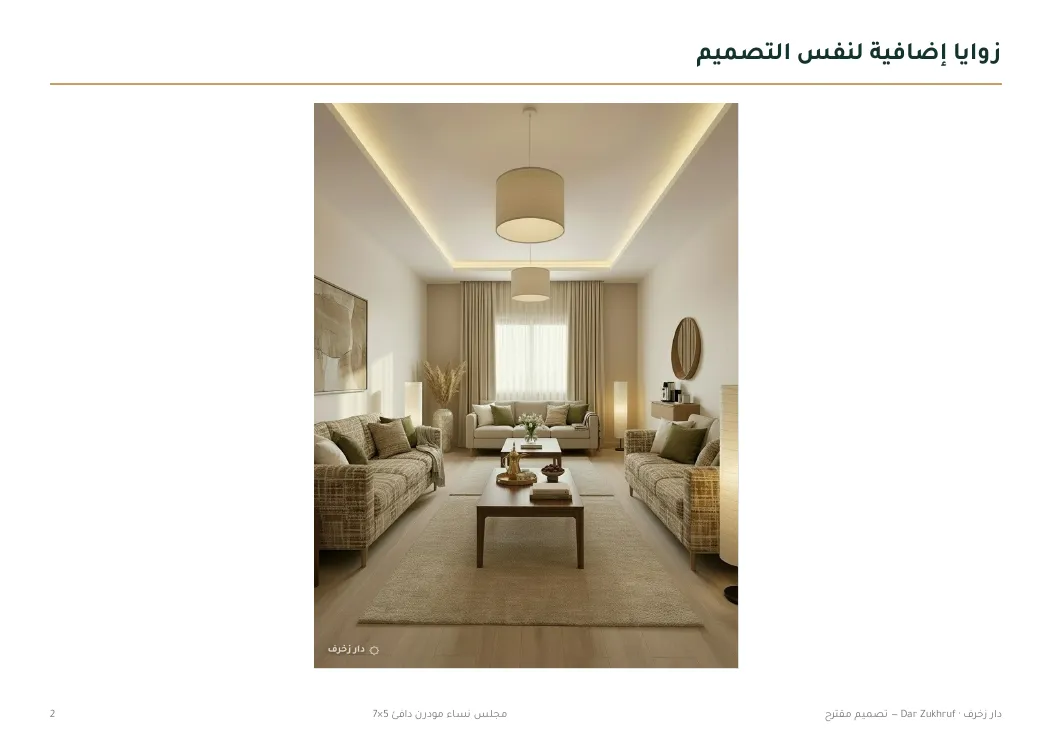 زوايا إضافية لنفس التصميم
دار زخرف
دار زخرف · Dar Zukhruf — تصميم مقترح
مجلس نساء مودرن دافئ 5×7
2